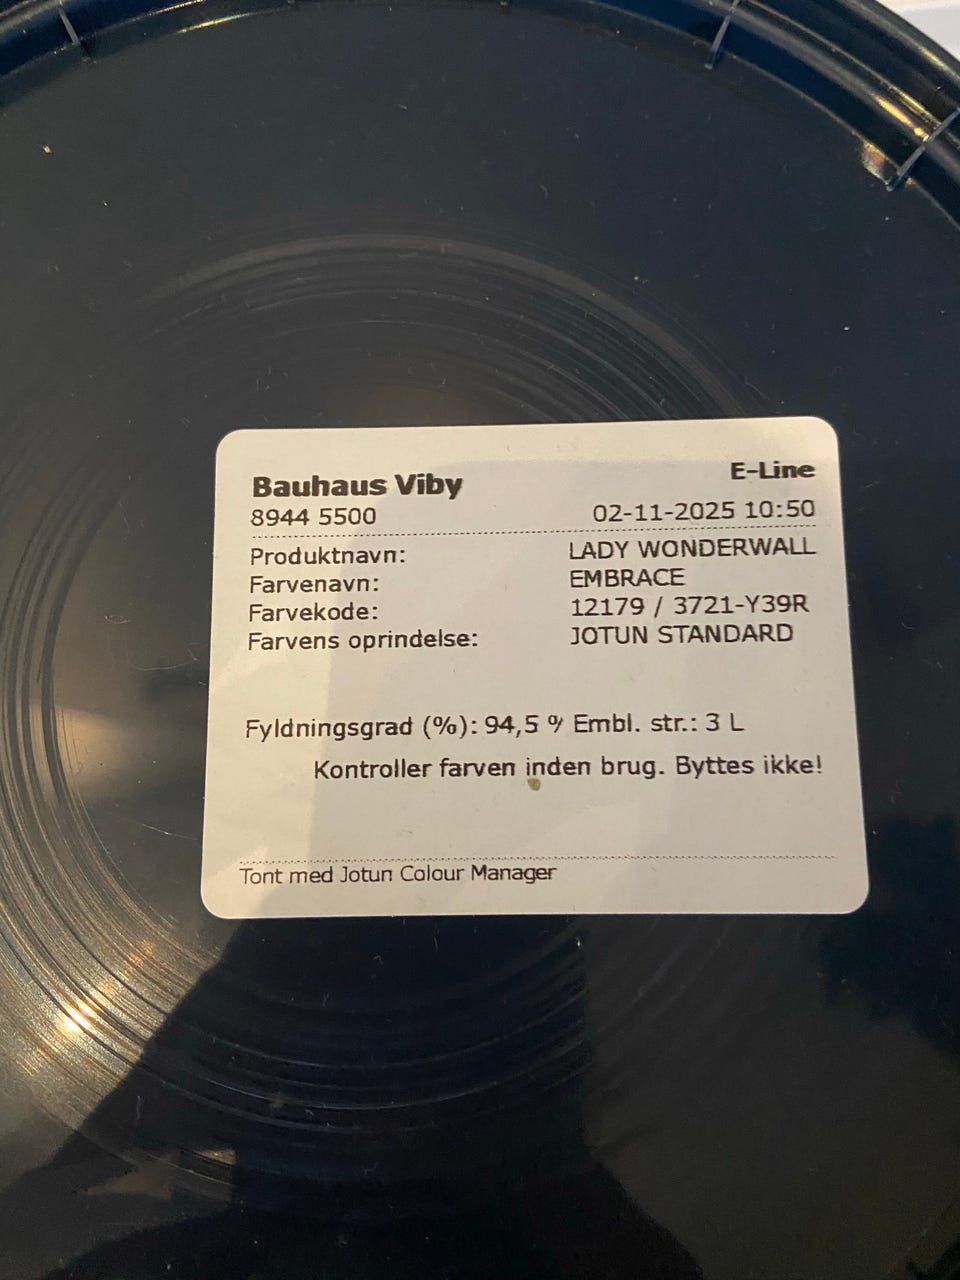 E-Line
Bauhaus Viby
8944 5500 02-11-2025 10:50
Produktnavn: LADY WONDERWALL
Farvenavn: EMBRACE
Farvekode: 12179 / 3721-Y39R
Farvens oprindelse: JOTUN STANDARD
Fyldningsgrad (%): 94,5 % Embl. str.: 3 L
Kontroller farven inden brug. Byttes ikke!
Tont med Jotun Colour Manager